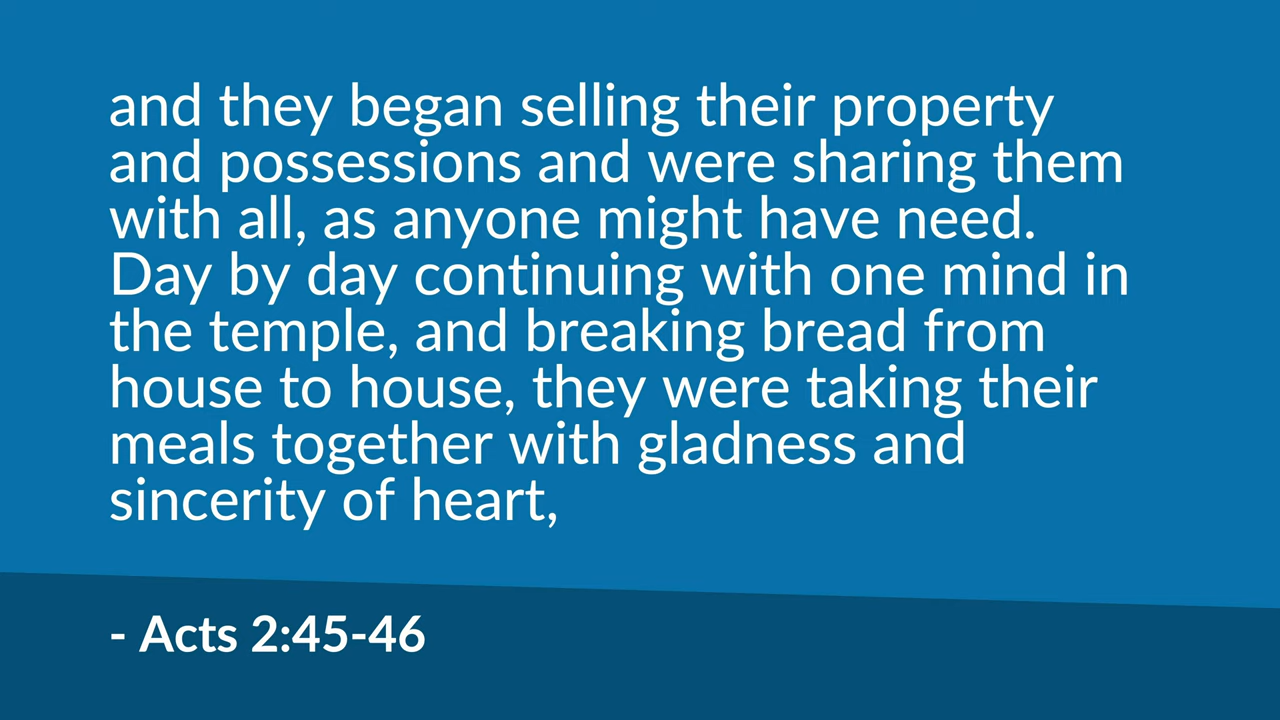 and they began selling their property
and possessions and were sharing them
with all, as anyone might have need.
Day by day continuing with one mind in
the temple, and breaking bread from
house to house, they were taking their
meals together with gladness and
sincerity of heart,
- Acts 2:45-46